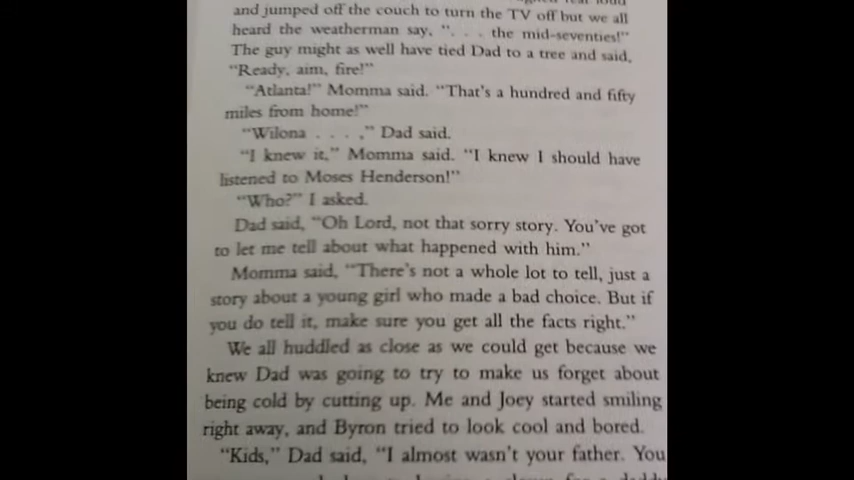 and jumped off the couch to turn the TV off but we all
heard the weatherman say, ". . . the mid-seventies!"
The guy might as well have tied Dad to a tree and said,
"Ready, aim, fire!"
"Atlanta!" Momma said. "That's a hundred and fifty
miles from home!"
"Wilona . . . ," Dad said.
"I knew it," Momma said. "I knew I should have
listened to Moses Henderson!"
"Who?" I asked.
Dad said, "Oh Lord, not that sorry story. You've got
to let me tell about what happened with him."
Momma said, "There's not a whole lot to tell, just a
story about a young girl who made a bad choice. But if
you do tell it, make sure you get all the facts right."
We all huddled as close as we could get because we
knew Dad was going to try to make us forget about
being cold by cutting up. Me and Joey started smiling
right away, and Byron tried to look cool and bored.
"Kids," Dad said, "I almost wasn't your father. You